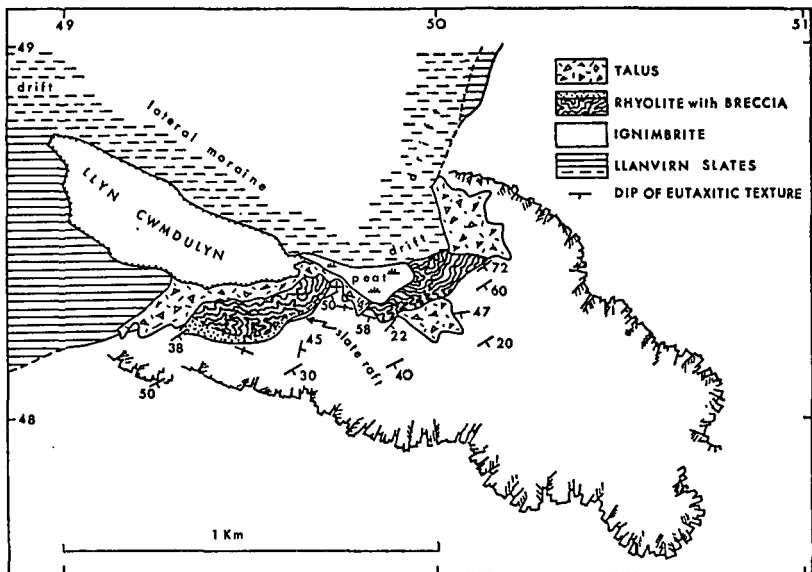 49
50
51
49
drift
lateral moraine
drift
LLYN CWMDULYN
drift
peat
TALUS
RHYOLITE with BRECCIA
IGNIMBRITE
LLANVIRN SLATES
DIP OF EUTAXITIC TEXTURE
72
60
50
47
58
22
38
45
20
slate raft
30
40
50
48
48
1 Km